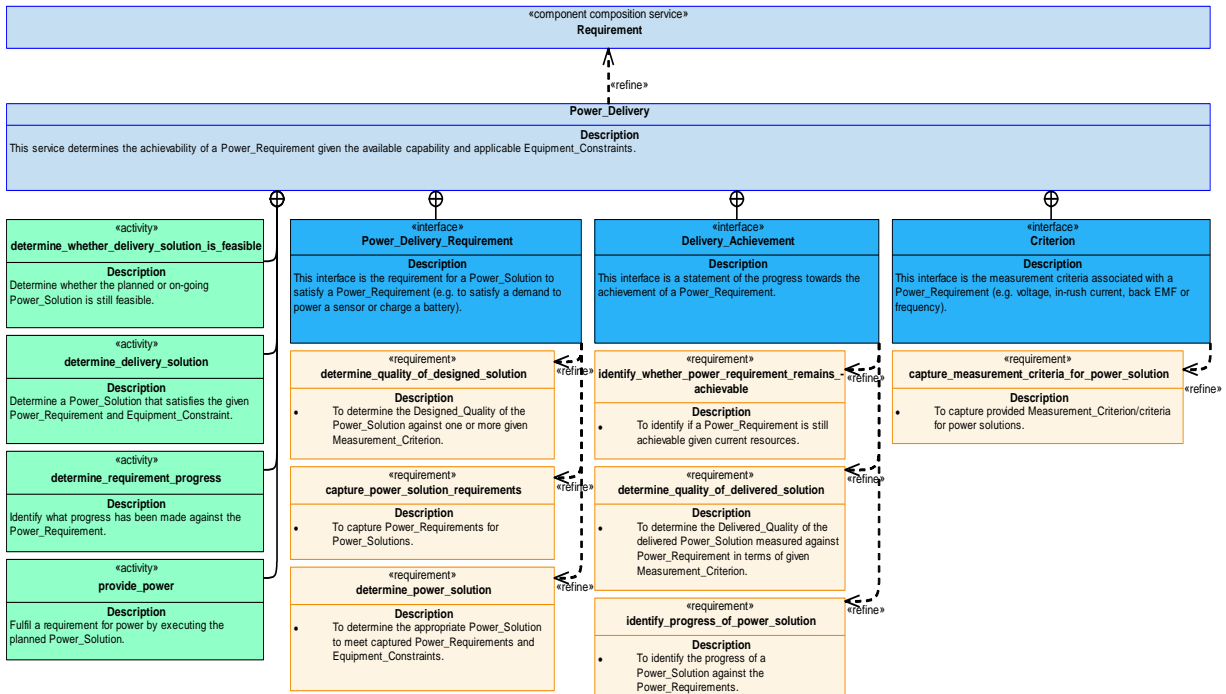 «component composition service»
Requirement
«refine»
Power_Delivery
Description
This service determines the achievability of a Power_Requirement given the available capability and applicable Equipment_Constraints.
«activity»
determine_whether_delivery_solution_is_feasible
Description
Determine whether the planned or on-going
Power_Solution is still feasible.
«activity»
determine_delivery_solution
Description
Determine a Power_Solution that satisfies the given
Power_Requirement and Equipment_Constraint.
«activity»
determine_requirement_progress
Description
Identify what progress has been made against the
Power_Requirement.
«activity»
provide_power
Description
Fulfil a requirement for power by executing the
planned Power_Solution.
«interface»
Power_Delivery_Requirement
Description
This interface is the requirement for a Power_Solution to
satisfy a Power_Requirement (e.g. to satisfy a demand to
power a sensor or charge a battery).
«requirement»
determine_quality_of_designed_solution
Description
• To determine the Designed_Quality of the
Power_Solution against one or more given
Measurement_Criterion.
«refine»
«requirement»
capture_power_solution_requirements
Description
• To capture Power_Requirements for
Power_Solutions.
«refine»
«requirement»
determine_power_solution
Description
• To determine the appropriate Power_Solution
to meet captured Power_Requirements and
Equipment_Constraints.
«refine»
«interface»
Delivery_Achievement
Description
This interface is a statement of the progress towards the
achievement of a Power_Requirement.
«requirement»
identify_whether_power_requirement_remains_-
achievable
Description
• To identify if a Power_Requirement is still
achievable given current resources.
«refine»
«requirement»
determine_quality_of_delivered_solution
Description
• To determine the Delivered_Quality of the
delivered Power_Solution measured against
Power_Requirement in terms of given
Measurement_Criterion.
«refine»
«requirement»
identify_progress_of_power_solution
Description
• To identify the progress of a
Power_Solution against the
Power_Requirements.
«refine»
«interface»
Criterion
Description
This interface is the measurement criteria associated with a
Power_Requirement (e.g. voltage, in-rush current, back EMF or
frequency).
«requirement»
capture_measurement_criteria_for_power_solution
Description
• To capture provided Measurement_Criterion/criteria
for power solutions.
«refine»